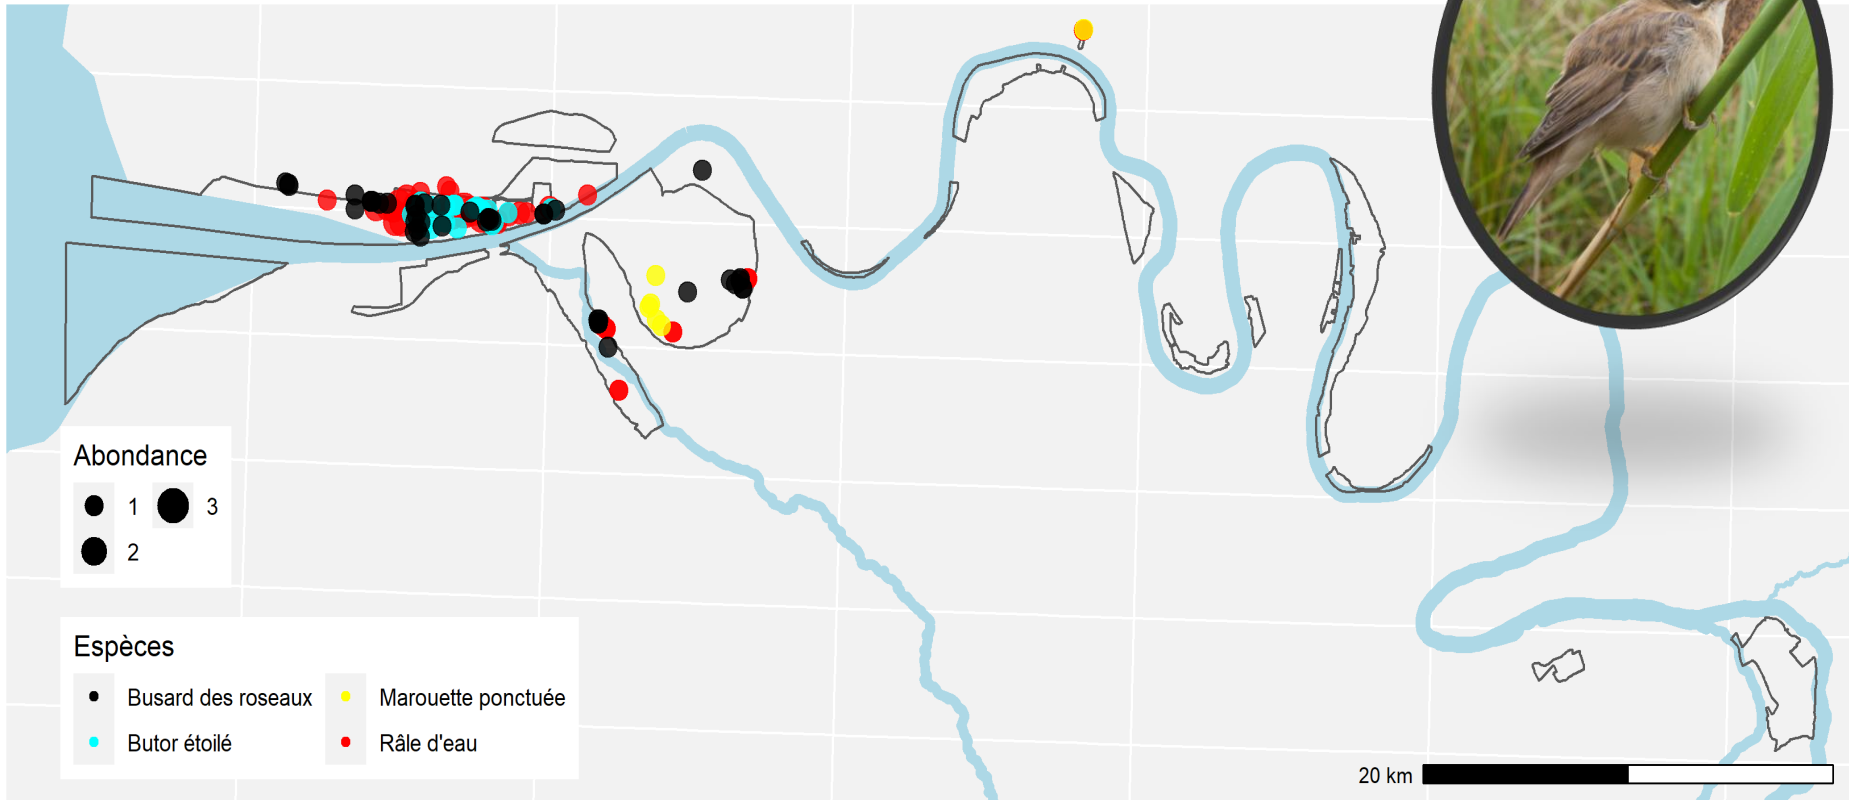 Abondance
1 3
2
Espèces
Busard des roseaux Marouette ponctuée
Butor étoilé Râle d'eau
20 km